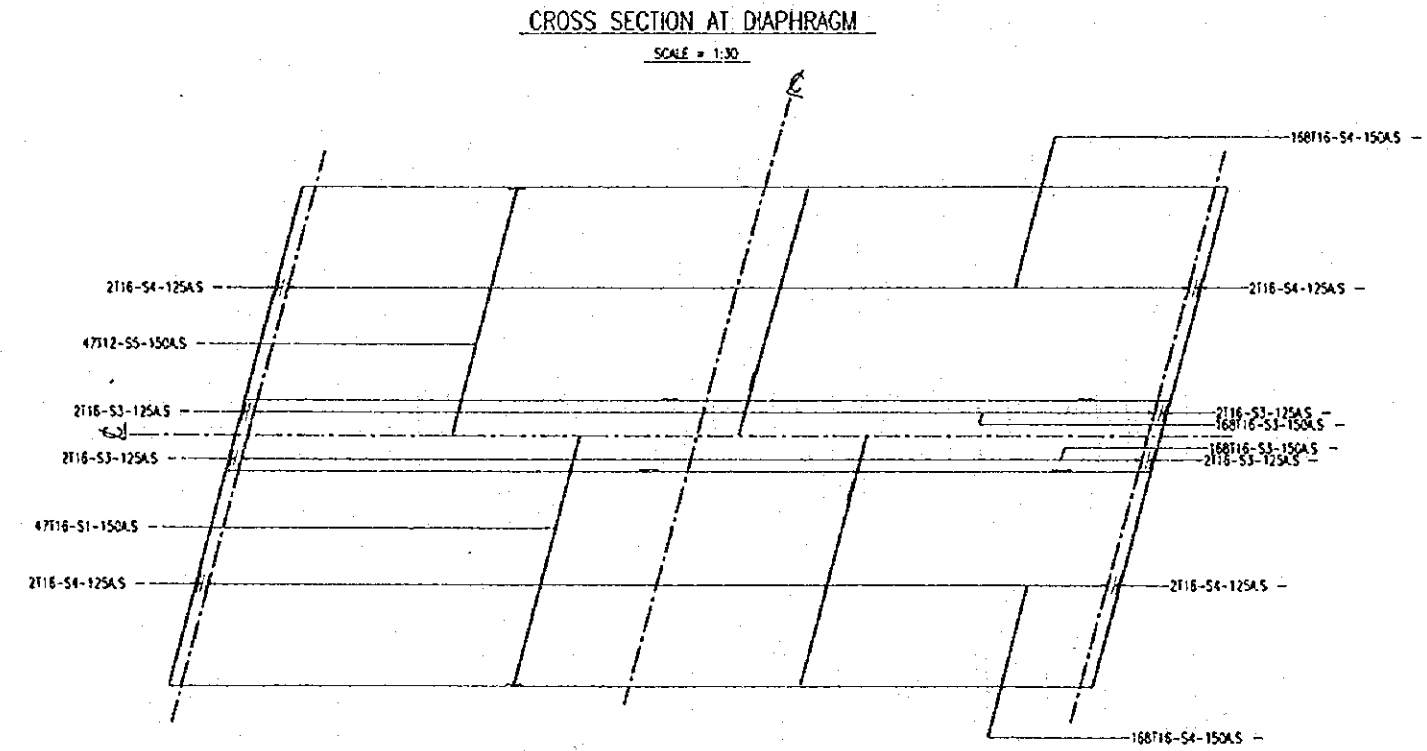 CROSS SECTION AT DIAPHRAGM
SCALE = 1:30
168T16-S4-150A.S
2T16-S4-125A.S
2T16-S4-125A.S
47T12-S5-150A.S
2T16-S3-125A.S
2T16-S3-125A.S
168T16-S3-150A.S
168T16-S3-150A.S
2T16-S3-125A.S
2T16-S3-125A.S
47T16-S1-150A.S
2T16-S4-125A.S
2T16-S4-125A.S
168T16-S4-150A.S